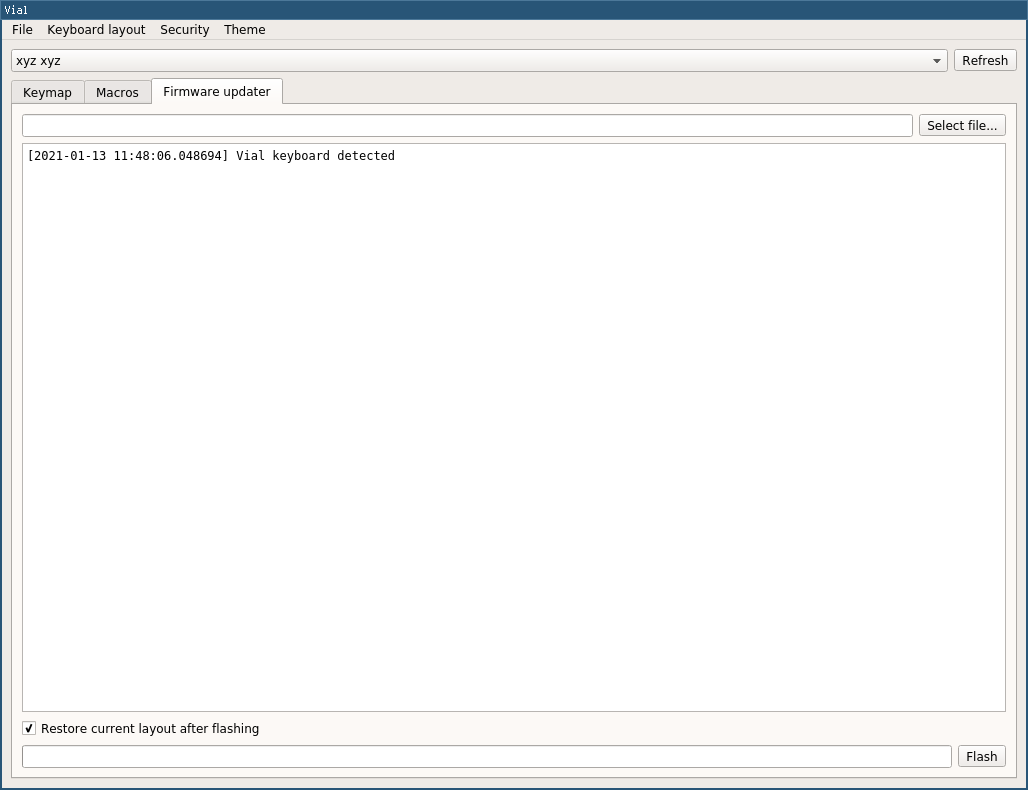 Vial
File Keyboard layout Security Theme
xyz xyz Refresh
Keymap Macros Firmware updater
Select file...
[2021-01-13 11:48:06.048694] Vial keyboard detected
Restore current layout after flashing
Flash